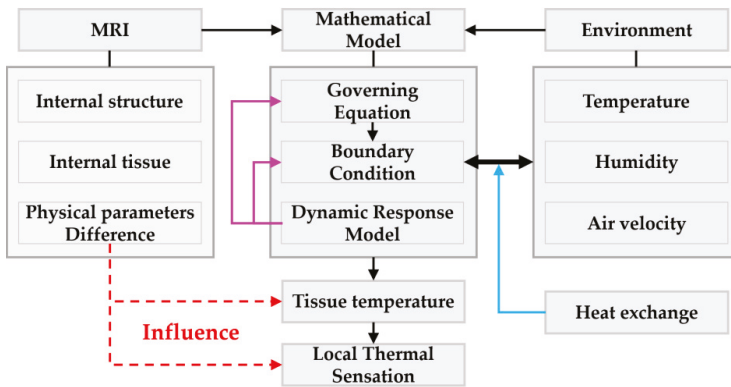 MRI
Mathematical
Model
Environment
Internal structure
Internal tissue
Physical parameters
Difference
Governing
Equation
Boundary
Condition
Dynamic Response
Model
Temperature
Humidity
Air velocity
Tissue temperature
Heat exchange
Influence
Local Thermal
Sensation